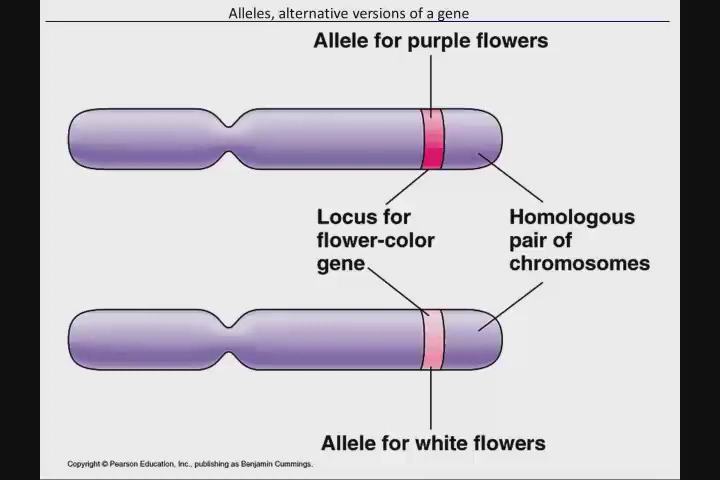 Alleles, alternative versions of a gene
Allele for purple flowers
Locus for
flower-color
gene
Homologous
pair of
chromosomes
Allele for white flowers
Copyright © Pearson Education, Inc., publishing as Benjamin Cummings.